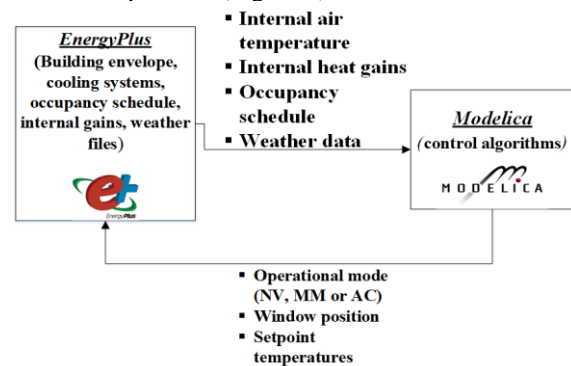 EnergyPlus
(Building envelope,
cooling systems,
occupancy schedule,
internal gains, weather
files)
EnergyPlus
▪ Internal air
temperature
▪ Internal heat gains
▪ Occupancy
schedule
▪ Weather data
Modelica
(control algorithms)
MODELICA
▪ Operational mode
(NV, MM or AC)
▪ Window position
▪ Setpoint
temperatures